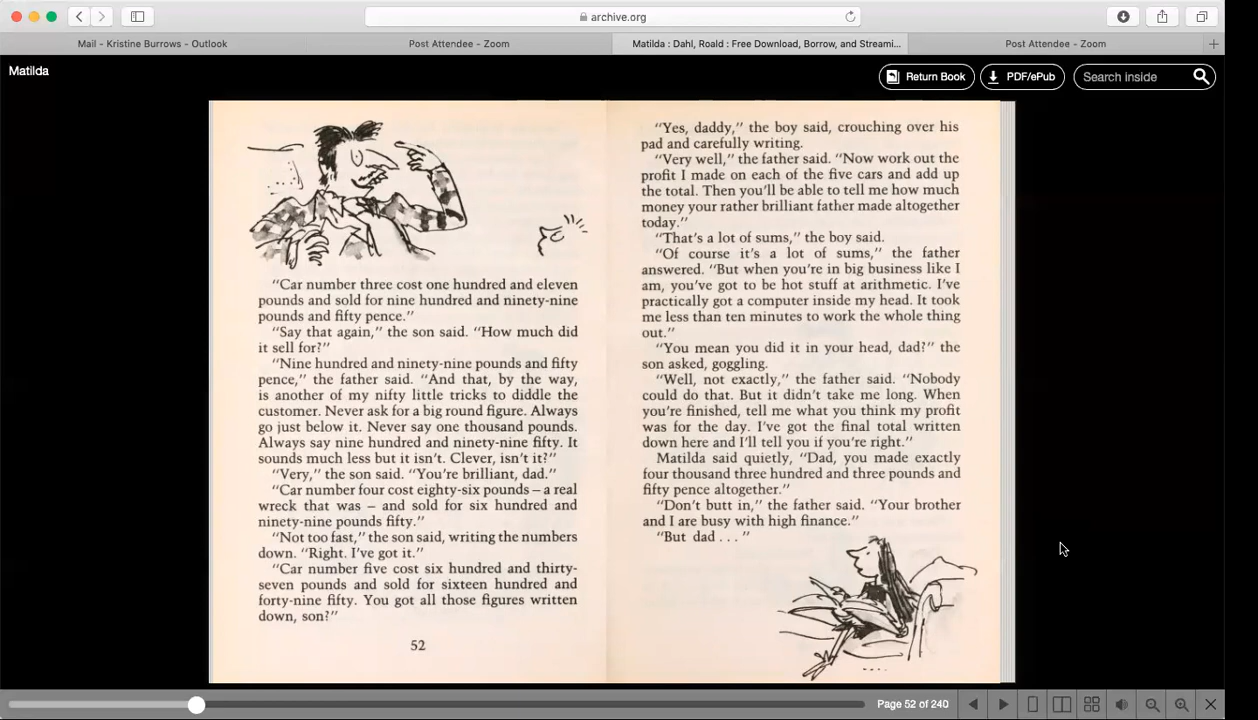 archive.org
Mail – Kristine Burrows – Outlook
Post Attendee – Zoom
Matilda : Dahl, Roald : Free Download, Borrow, and Streami...
Post Attendee – Zoom
Matilda
Return Book
PDF/ePub
Search inside
“Car number three cost one hundred and eleven
pounds and sold for nine hundred and ninety-nine
pounds and fifty pence.”
“Say that again,” the son said. “How much did
it sell for?”
“Nine hundred and ninety-nine pounds and fifty
pence,” the father said. “And that, by the way,
is another of my nifty little tricks to diddle the
customer. Never ask for a big round figure. Always
go just below it. Never say one thousand pounds.
Always say nine hundred and ninety-nine fifty. It
sounds much less but it isn’t. Clever, isn’t it?”
“Very,” the son said. “You’re brilliant, dad.”
“Car number four cost eighty-six pounds – a real
wreck that was – and sold for six hundred and
ninety-nine pounds fifty.”
“Not too fast,” the son said, writing the numbers
down. “Right. I’ve got it.”
“Car number five cost six hundred and thirty-
seven pounds and sold for sixteen hundred and
forty-nine fifty. You got all those figures written
down, son?”
52
“Yes, daddy,” the boy said, crouching over his
pad and carefully writing.
“Very well,” the father said. “Now work out the
profit I made on each of the five cars and add up
the total. Then you’ll be able to tell me how much
money your rather brilliant father made altogether
today.”
“That’s a lot of sums,” the boy said.
“Of course it’s a lot of sums,” the father
answered. “But when you’re in big business like I
am, you’ve got to be hot stuff at arithmetic. I’ve
practically got a computer inside my head. It took
me less than ten minutes to work the whole thing
out.”
“You mean you did it in your head, dad?” the
son asked, goggling.
“Well, not exactly,” the father said. “Nobody
could do that. But it didn’t take me long. When
you’re finished, tell me what you think my profit
was for the day. I’ve got the final total written
down here and I’ll tell you if you’re right.”
Matilda said quietly, “Dad, you made exactly
four thousand three hundred and three pounds and
fifty pence altogether.”
“Don’t butt in,” the father said. “Your brother
and I are busy with high finance.”
“But dad . . .”
Page 52 of 240